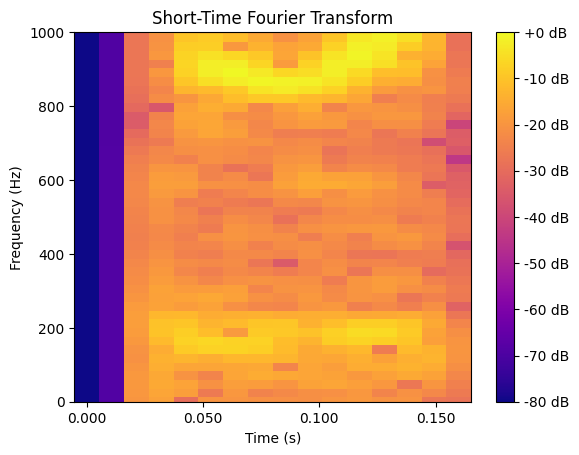 Short-Time Fourier Transform
1000
800
600
400
200
0
Frequency (Hz)
0.000
0.050
0.100
0.150
Time (s)
+0 dB
-10 dB
-20 dB
-30 dB
-40 dB
-50 dB
-60 dB
-70 dB
-80 dB